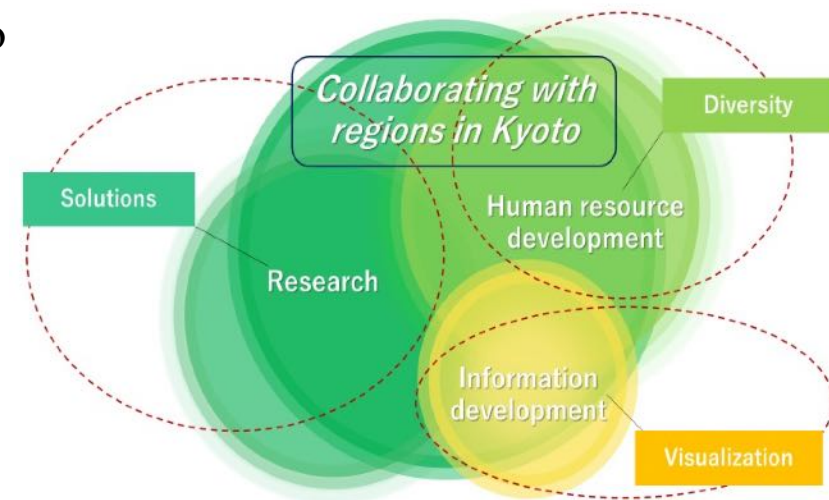 Collaborating with
regions in Kyoto
Diversity
Solutions
Human resource
development
Research
Information
development
Visualization